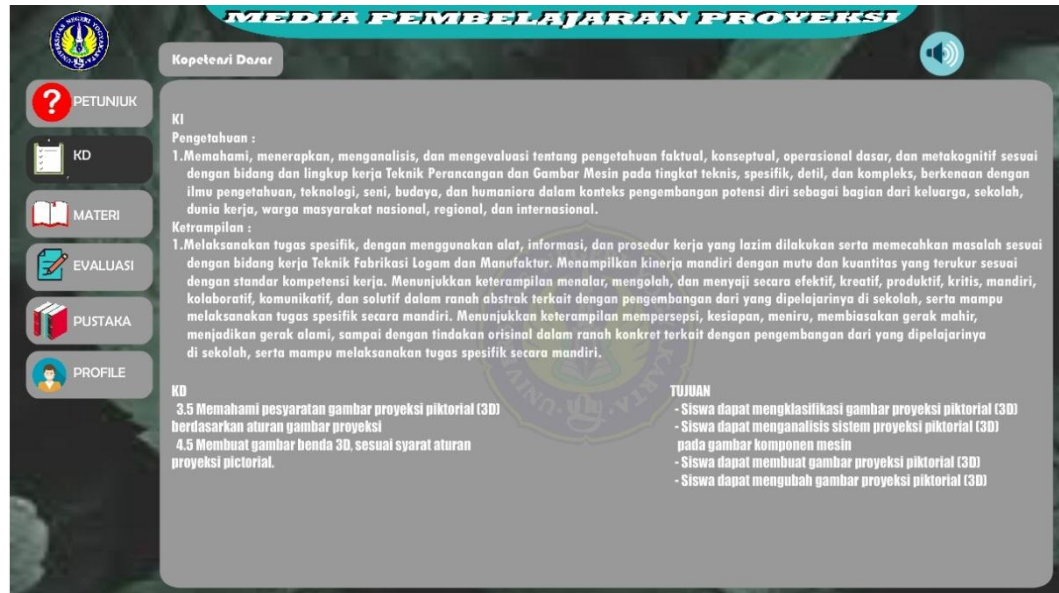 MEDIA PEMBELAJARAN PROYEKSI
Kopetensi Dasar
PETUNJUK
KD
MATERI
EVALUASI
PUSTAKA
PROFILE
KI
Pengetahuan :
1.Memahami, menerapkan, menganalisis, dan mengevaluasi tentang pengetahuan faktual, konseptual, operasional dasar, dan metakognitif sesuai
dengan bidang dan lingkup kerja Teknik Perancangan dan Gambar Mesin pada tingkat teknis, spesifik, detil, dan kompleks, berkenaan dengan
ilmu pengetahuan, teknologi, seni, budaya, dan humaniora dalam konteks pengembangan potensi diri sebagai bagian dari keluarga, sekolah,
dunia kerja, warga masyarakat nasional, regional, dan internasional.
Ketrampilan :
1.Melaksanakan tugas spesifik, dengan menggunakan alat, informasi, dan prosedur kerja yang lazim dilakukan serta memecahkan masalah sesuai
dengan bidang kerja Teknik Fabrikasi Logam dan Manufaktur. Menampilkan kinerja mandiri dengan mutu dan kuantitas yang terukur sesuai
dengan standar kompetensi kerja. Menunjukkan keterampilan menalar, mengolah, dan menyaji secara efektif, kreatif, produktif, kritis, mandiri,
kolaboratif, komunikatif, dan solutif dalam ranah abstrak terkait dengan pengembangan dari yang dipelajarinya di sekolah, serta mampu
melaksanakan tugas spesifik secara mandiri. Menunjukkan keterampilan mempersepsi, kesiapan, meniru, membiasakan gerak mahir,
menjadikan gerak alami, sampai dengan tindakan orisinal dalam ranah konkret terkait dengan pengembangan dari yang dipelajarinya
di sekolah, serta mampu melaksanakan tugas spesifik secara mandiri.
KD
3.5 Memahami pesyaratan gambar proyeksi piktorial (3D)
berdasarkan aturan gambar proyeksi
4.5 Membuat gambar benda 3D, sesuai syarat aturan
proyeksi pictorial.
TUJUAN
- Siswa dapat mengklasifikasi gambar proyeksi piktorial (3D)
- Siswa dapat menganalisis sistem proyeksi piktorial (3D)
pada gambar komponen mesin
- Siswa dapat membuat gambar proyeksi piktorial (3D)
- Siswa dapat mengubah gambar proyeksi piktorial (3D)